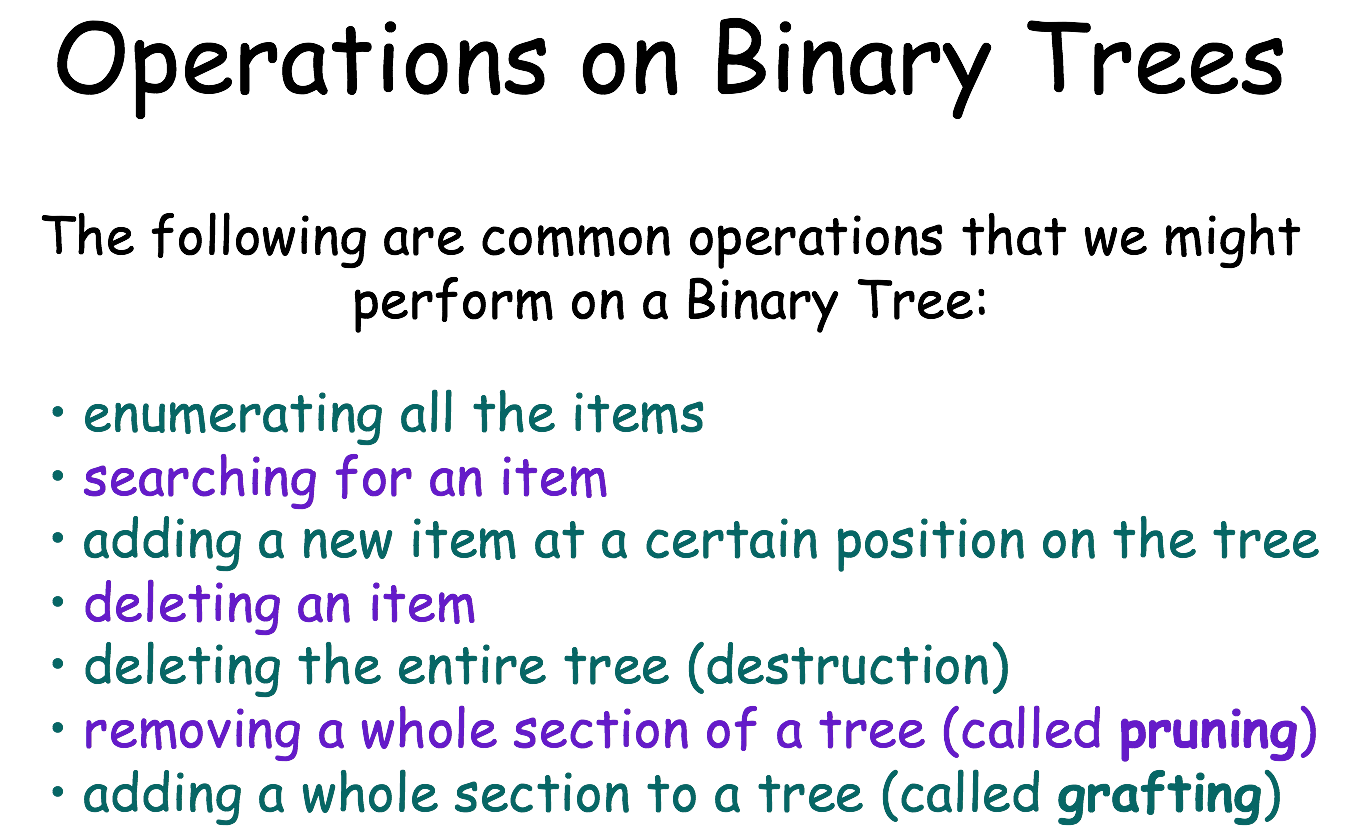 Operations on Binary Trees
The following are common operations that we might
perform on a Binary Tree:
• enumerating all the items
• searching for an item
• adding a new item at a certain position on the tree
• deleting an item
• deleting the entire tree (destruction)
• removing a whole section of a tree (called pruning)
• adding a whole section to a tree (called grafting)